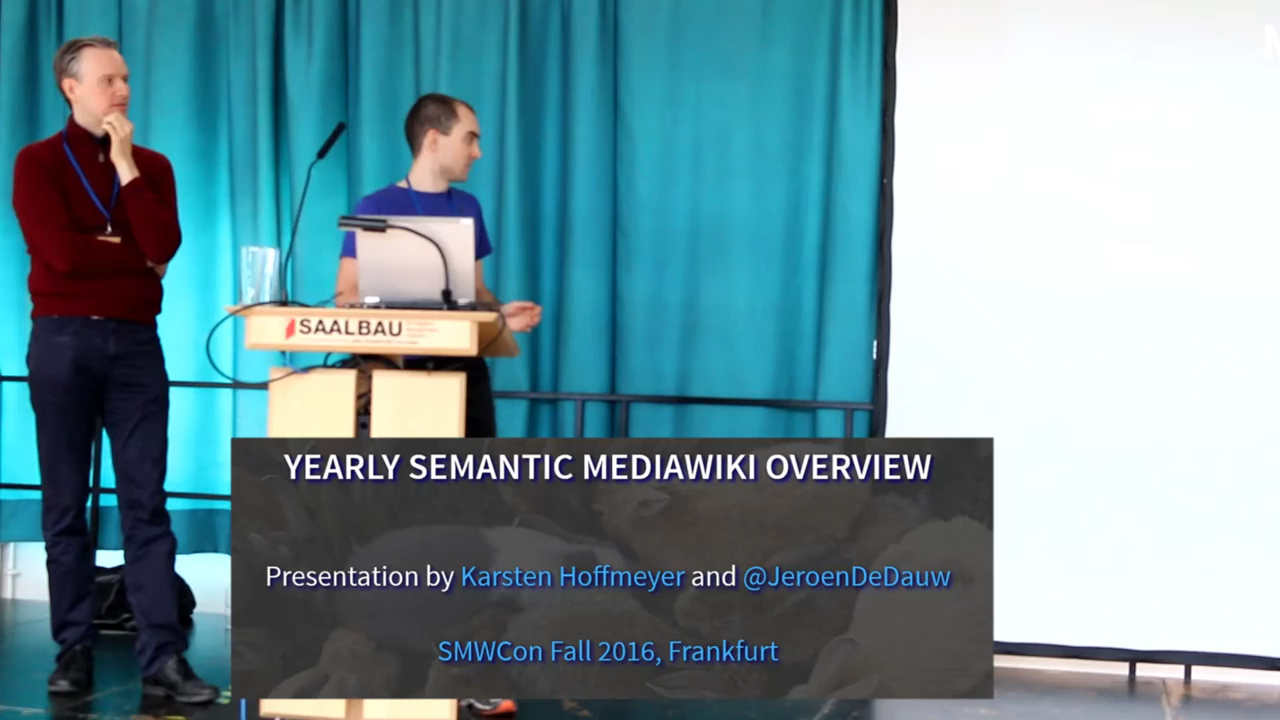 SAALBAU
YEARLY SEMANTIC MEDIAWIKI OVERVIEW
Presentation by Karsten Hoffmeyer and @JeroenDeDauw
SMWCon Fall 2016, Frankfurt